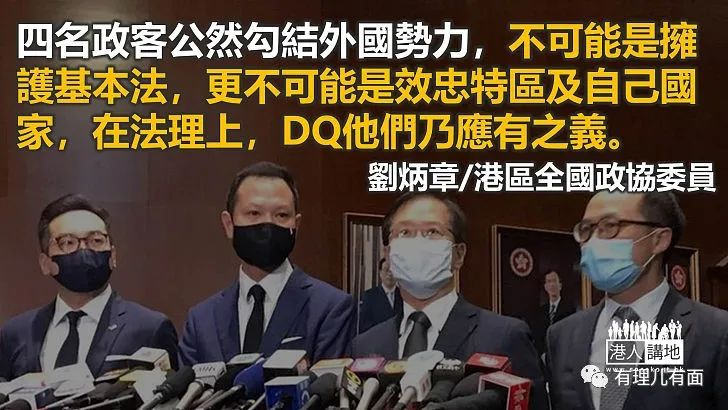 四名政客公然勾結外國勢力，不可能是擁
護基本法，更不可能是效忠特區及自己國
家，在法理上，DQ他們乃應有之義。
劉炳章/港區全國政協委員
港人講地
有理儿有面